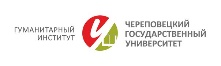 ГУМАНИТАРНЫЙ
ИНСТИТУТ
ЧЕРЕПОВЕЦКИЙ
ГОСУДАРСТВЕННЫЙ
УНИВЕРСИТЕТ